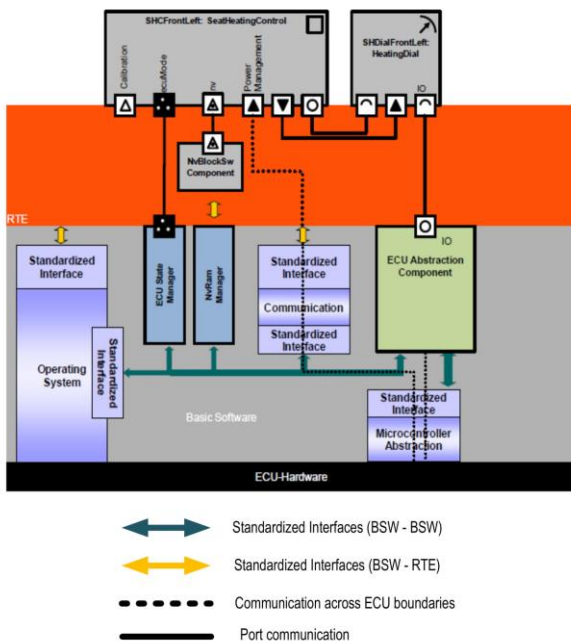 SHCFrontLeft: SeatHeatingControl
SHDialFrontLeft:
HeatingDial
Calibration
ecuMode
Nv
Power
Management
IO
NvBlockSw
Component
RTE
Standardized
Interface
Operating
System
Standardized
Interface
ECU State
Manager
NvRam Manager
Standardized
Interface
Communication
Standardized
Interface
IO
ECU Abstraction
Component
Standardized
Interface
Microcontroller
Abstraction
Basic Software
ECU-Hardware
Standardized Interfaces (BSW - BSW)
Standardized Interfaces (BSW - RTE)
Communication across ECU boundaries
Port communication